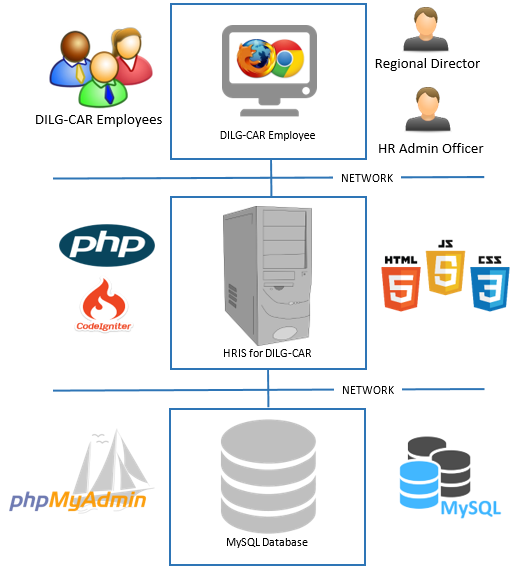 DILG-CAR Employees
DILG-CAR Employee
Regional Director
HR Admin Officer
NETWORK
php
CodeIgniter
HRIS for DILG-CAR
HTML
5
JS
5
CSS
3
NETWORK
phpMyAdmin
MySQL Database
MySQL